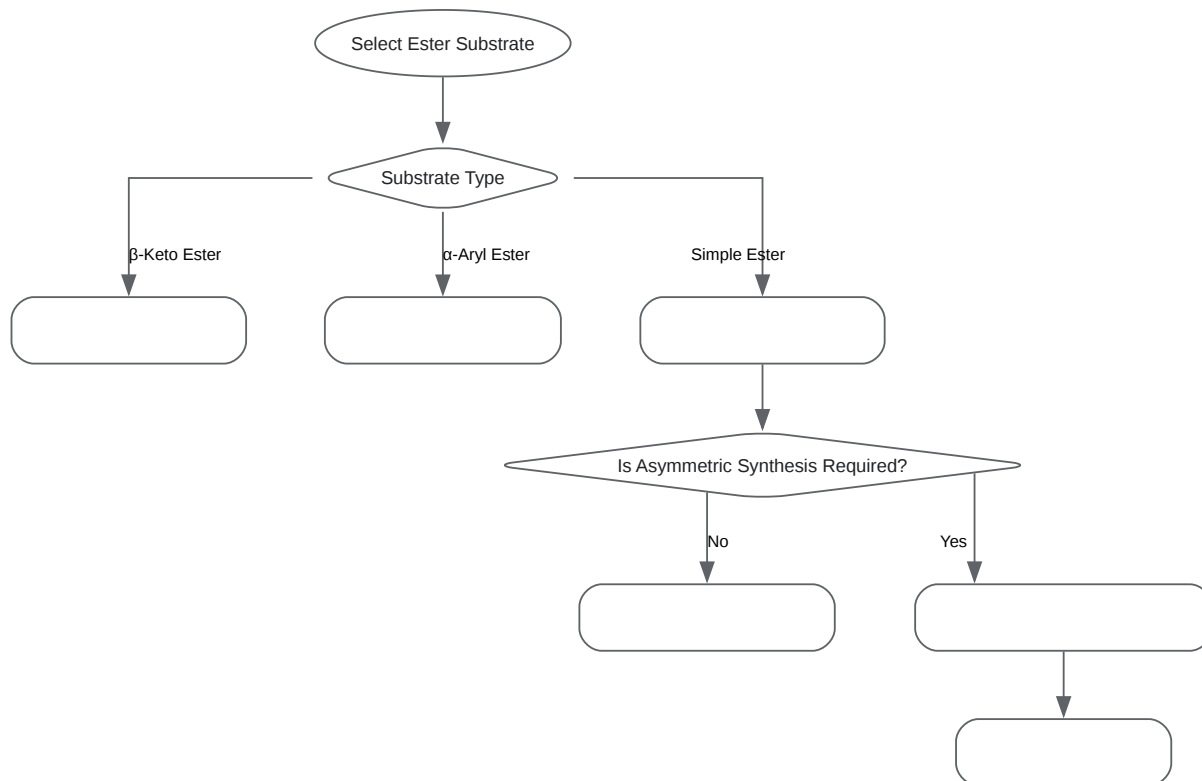 Select Ester Substrate
Substrate Type
β-Keto Ester
α-Aryl Ester
Simple Ester
Is Asymmetric Synthesis Required?
No
Yes